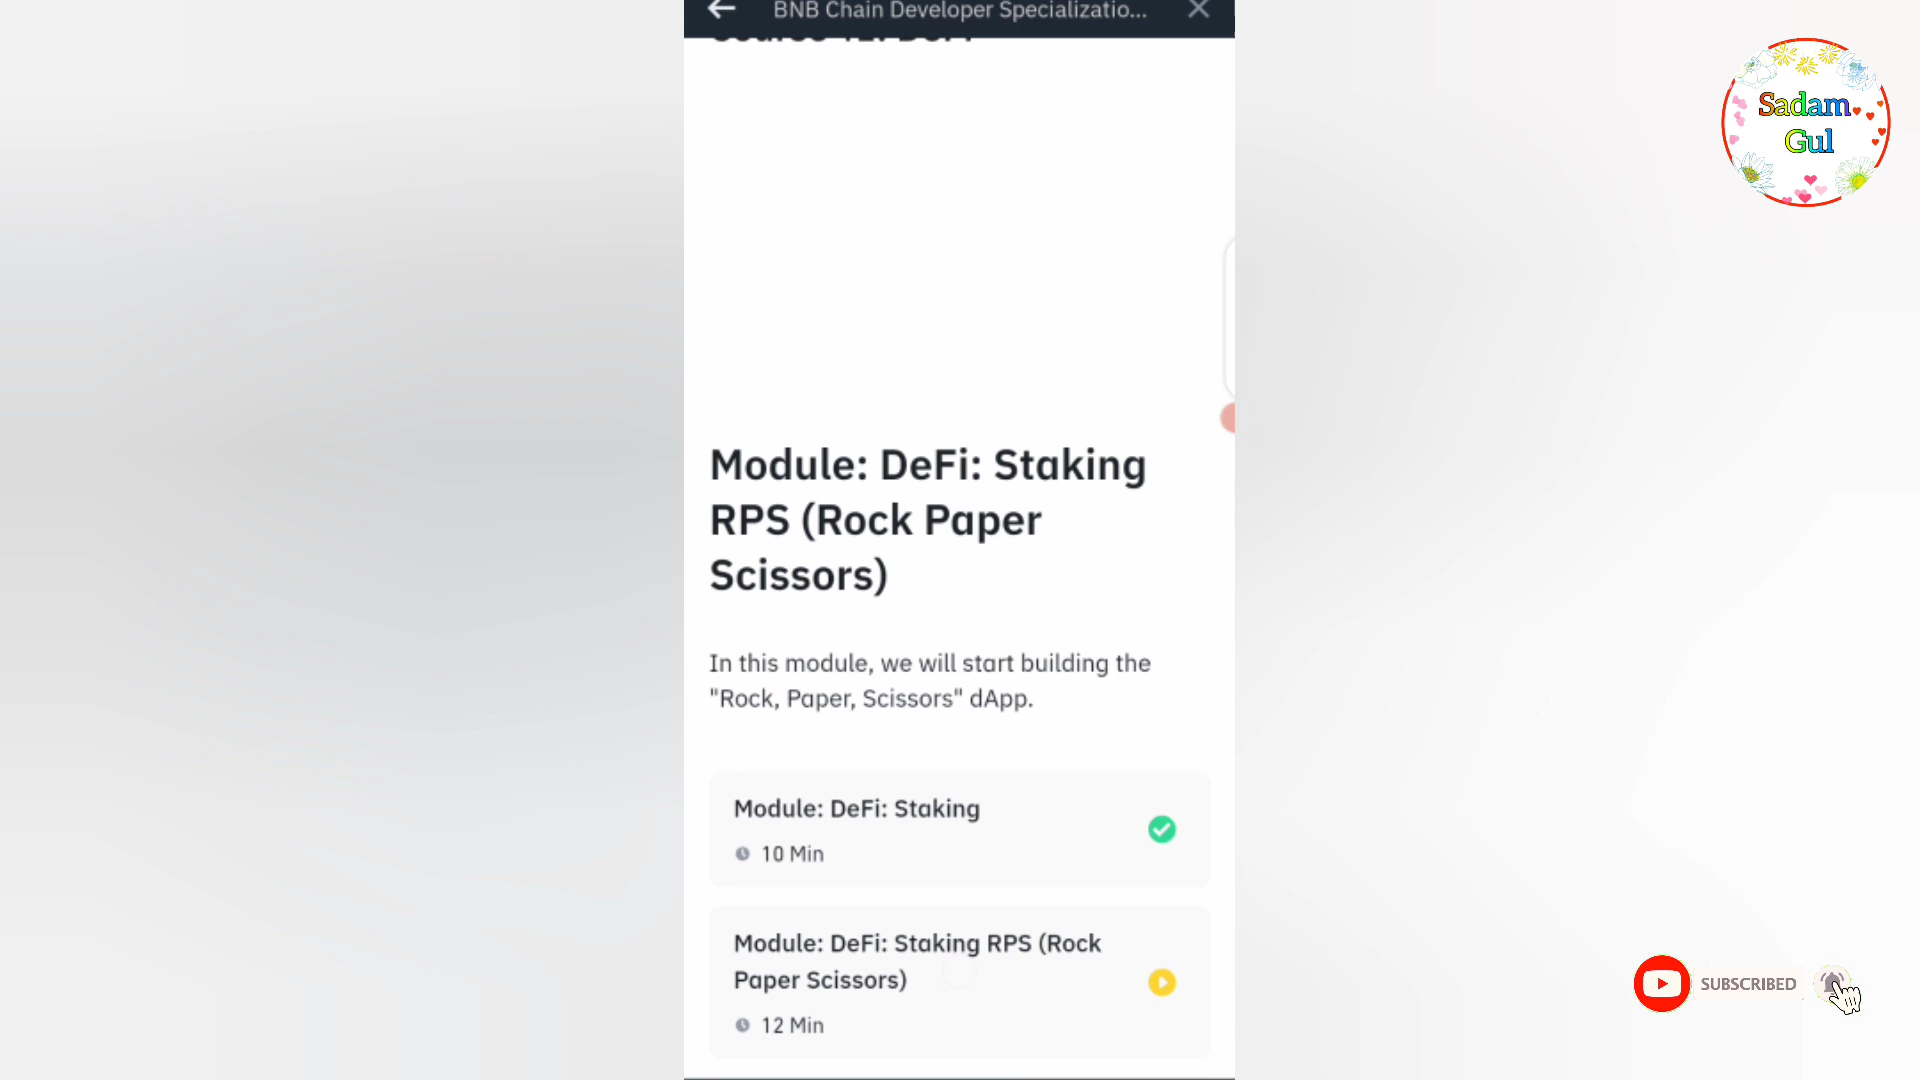 BNB Chain Developer Specializatio...
Module: DeFi: Staking
RPS (Rock Paper
Scissors)
In this module, we will start building the
"Rock, Paper, Scissors" dApp.
Module: DeFi: Staking
10 Min
Module: DeFi: Staking RPS (Rock
Paper Scissors)
12 Min
Sadam
Gul
SUBSCRIBED